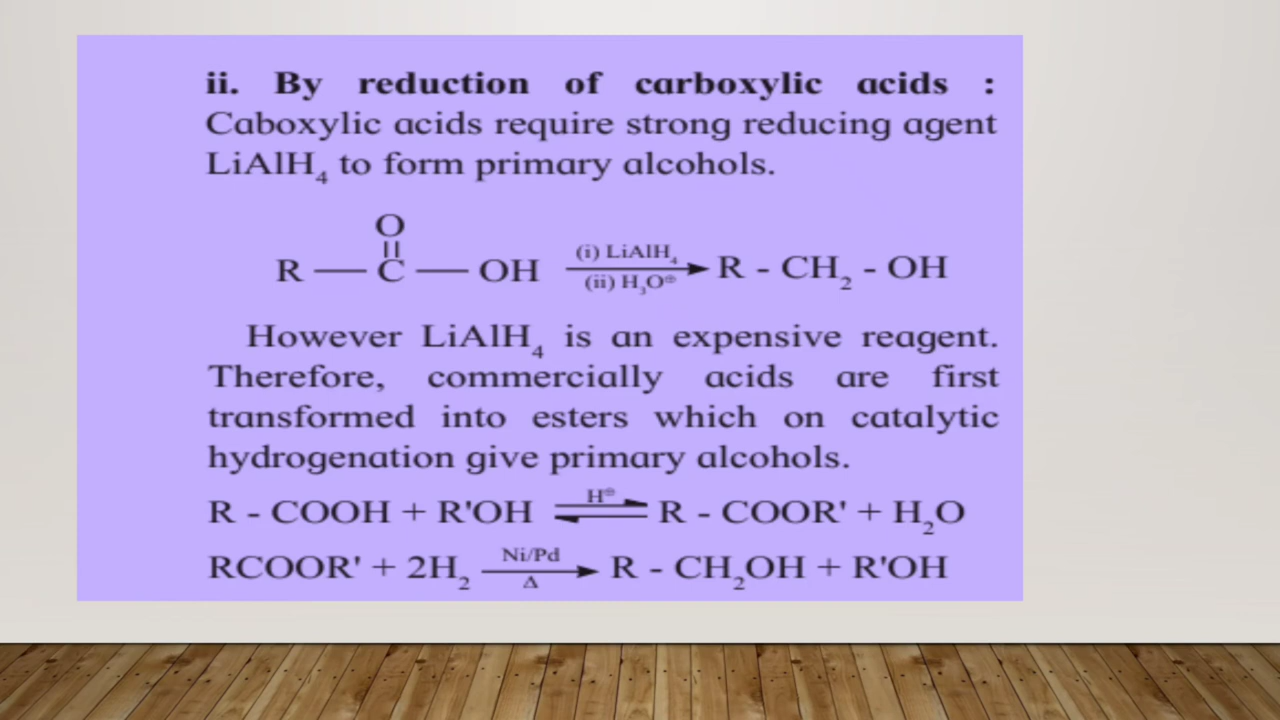 ii. By reduction of carboxylic acids :
Caboxylic acids require strong reducing agent
LiAlH₄ to form primary alcohols.
O
||
R — C — OH (i) LiAlH₄ (ii) H₃O⊕ → R - CH₂ - OH
However LiAlH₄ is an expensive reagent.
Therefore, commercially acids are first
transformed into esters which on catalytic
hydrogenation give primary alcohols.
R - COOH + R'OH H⊕ ⇌ R - COOR' + H₂O
RCOOR' + 2H₂ Ni/Pd Δ → R - CH₂OH + R'OH